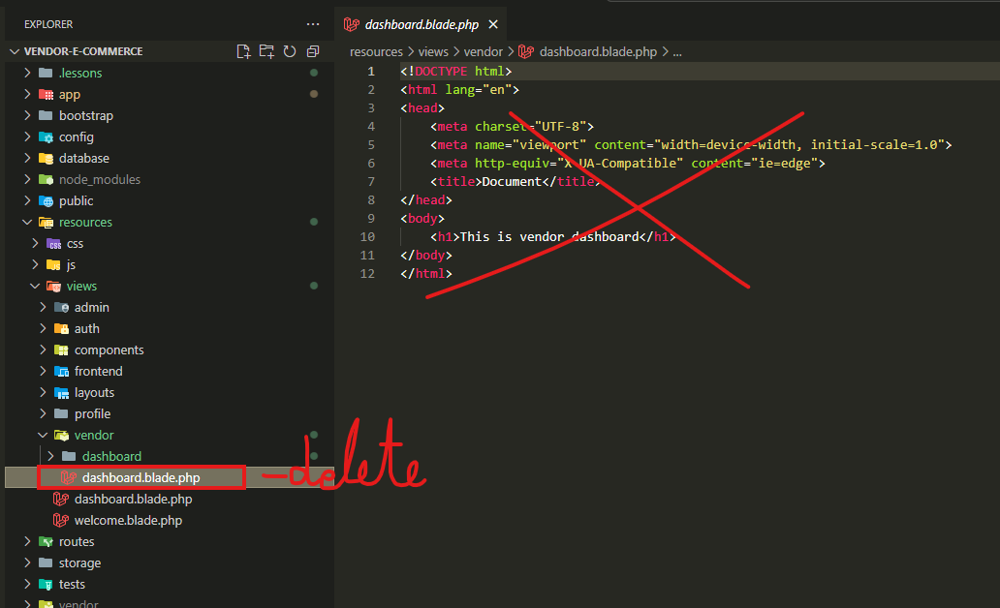 EXPLORER
VENDOR-E-COMMERCE
.lessons
app
bootstrap
config
database
node_modules
public
resources
css
js
views
admin
auth
components
frontend
layouts
profile
vendor
dashboard
dashboard.blade.php
dashboard.blade.php
welcome.blade.php
routes
storage
tests
vendor
-delete
dashboard.blade.php
resources > views > vendor > dashboard.blade.php > ...
1 <!DOCTYPE html>
2 <html lang="en">
3 <head>
4 <meta charset="UTF-8">
5 <meta name="viewport" content="width=device-width, initial-scale=1.0">
6 <meta http-equiv="X-UA-Compatible" content="ie=edge">
7 <title>Document</title>
8 </head>
9 <body>
10 <h1>This is vendor dashboard</h1>
11 </body>
12 </html>